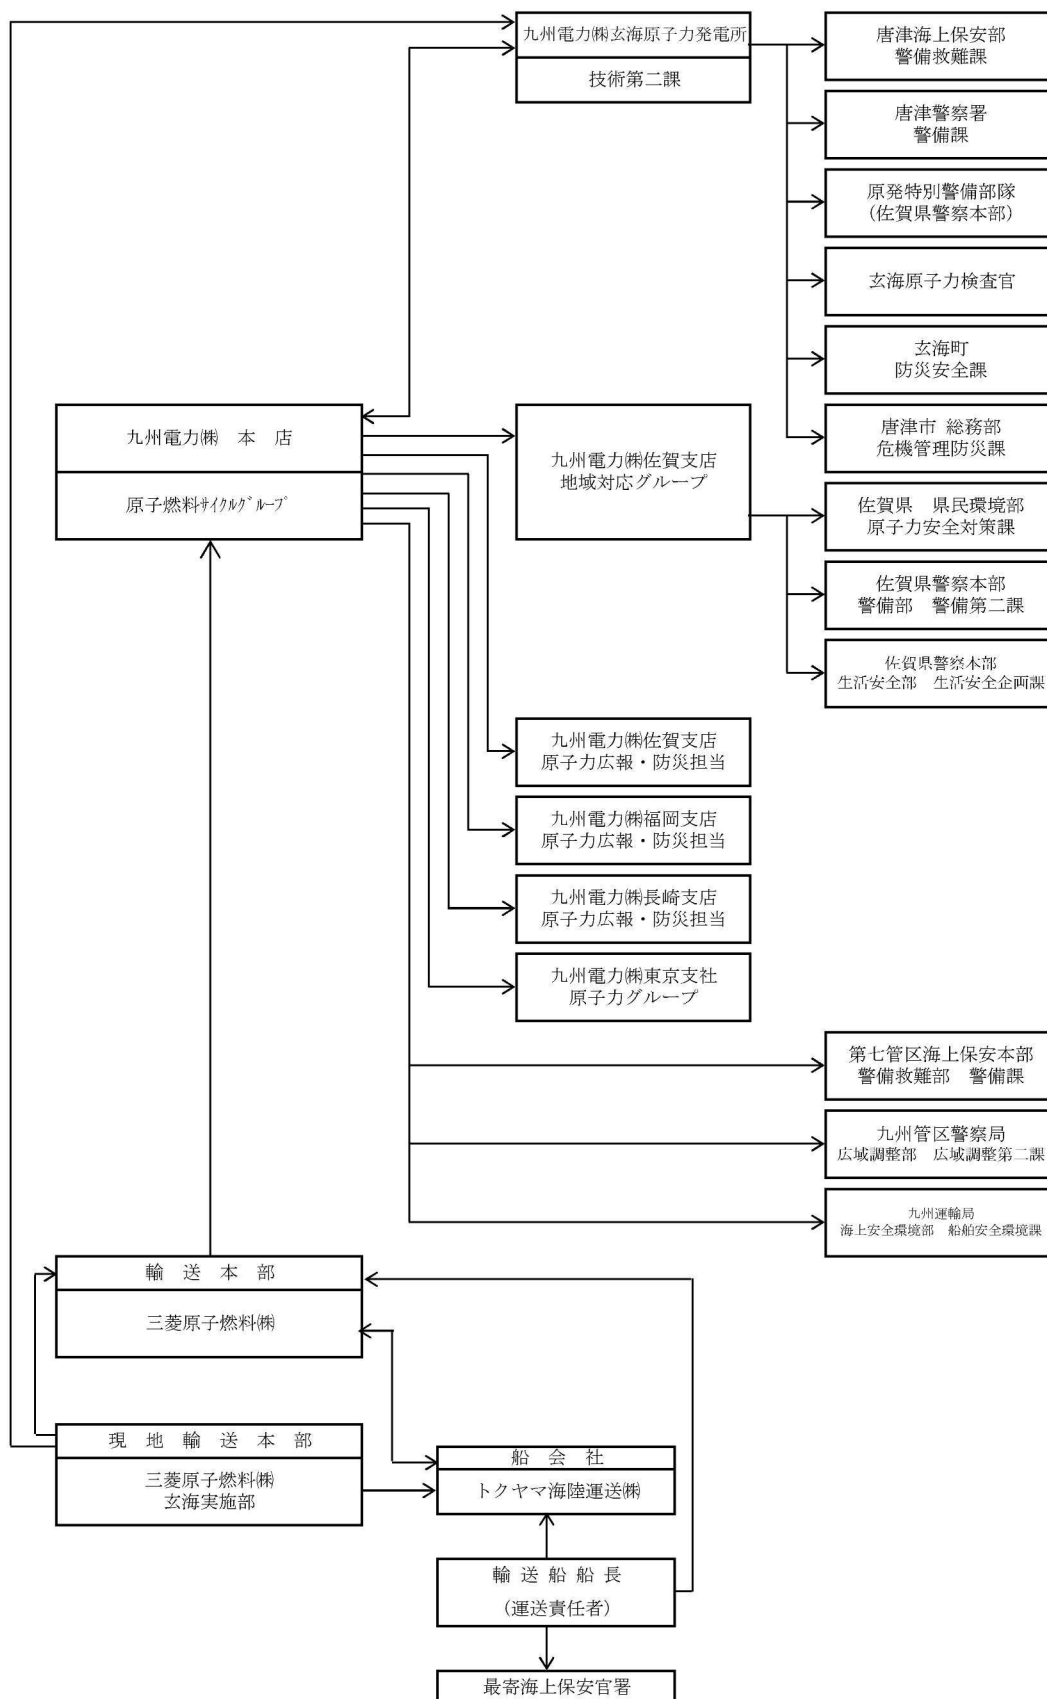 九州電力㈱玄海原子力発電所
技術第二課
唐津海上保安部
警備救難課
唐津警察署
警備課
原発特別警備部隊
（佐賀県警察本部）
玄海原子力検査官
玄海町
防災安全課
唐津市 総務部
危機管理防災課
九州電力㈱　本　店
原子燃料ｻｲｸﾙｸﾞﾙｰﾌﾟ
九州電力㈱佐賀支店
地域対応グループ
佐賀県　県民環境部
原子力安全対策課
佐賀県警察本部
警備部　警備第二課
佐賀県警察本部
生活安全部　生活安全企画課
九州電力㈱佐賀支店
原子力広報・防災担当
九州電力㈱福岡支店
原子力広報・防災担当
九州電力㈱長崎支店
原子力広報・防災担当
九州電力㈱東京支社
原子力グループ
第七管区海上保安本部
警備救難部　警備課
九州管区警察局
広域調整部　広域調整第二課
九州運輸局
海上安全環境部　船舶安全環境課
輸　送　本　部
三菱原子燃料㈱
現　地　輸　送　本　部
三菱原子燃料㈱
玄海実施部
船　会　社
トクヤマ海陸運送㈱
輸　送　船　船　長
（運送責任者）
最寄海上保安官署